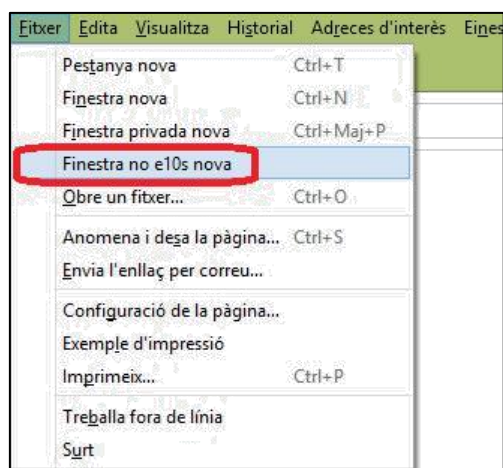 Fitxer Edita Visualitza Historial Adreces d'interès Eines
Pestanya nova Ctrl+T
Finestra nova Ctrl+N
Finestra privada nova Ctrl+Maj+P
Finestra no e10s nova
Obre un fitxer... Ctrl+O
Anomena i desa la pàgina... Ctrl+S
Envia l'enllaç per correu...
Configuració de la pàgina...
Exemple d'impressió
Imprimeix... Ctrl+P
Treballa fora de línia
Surt